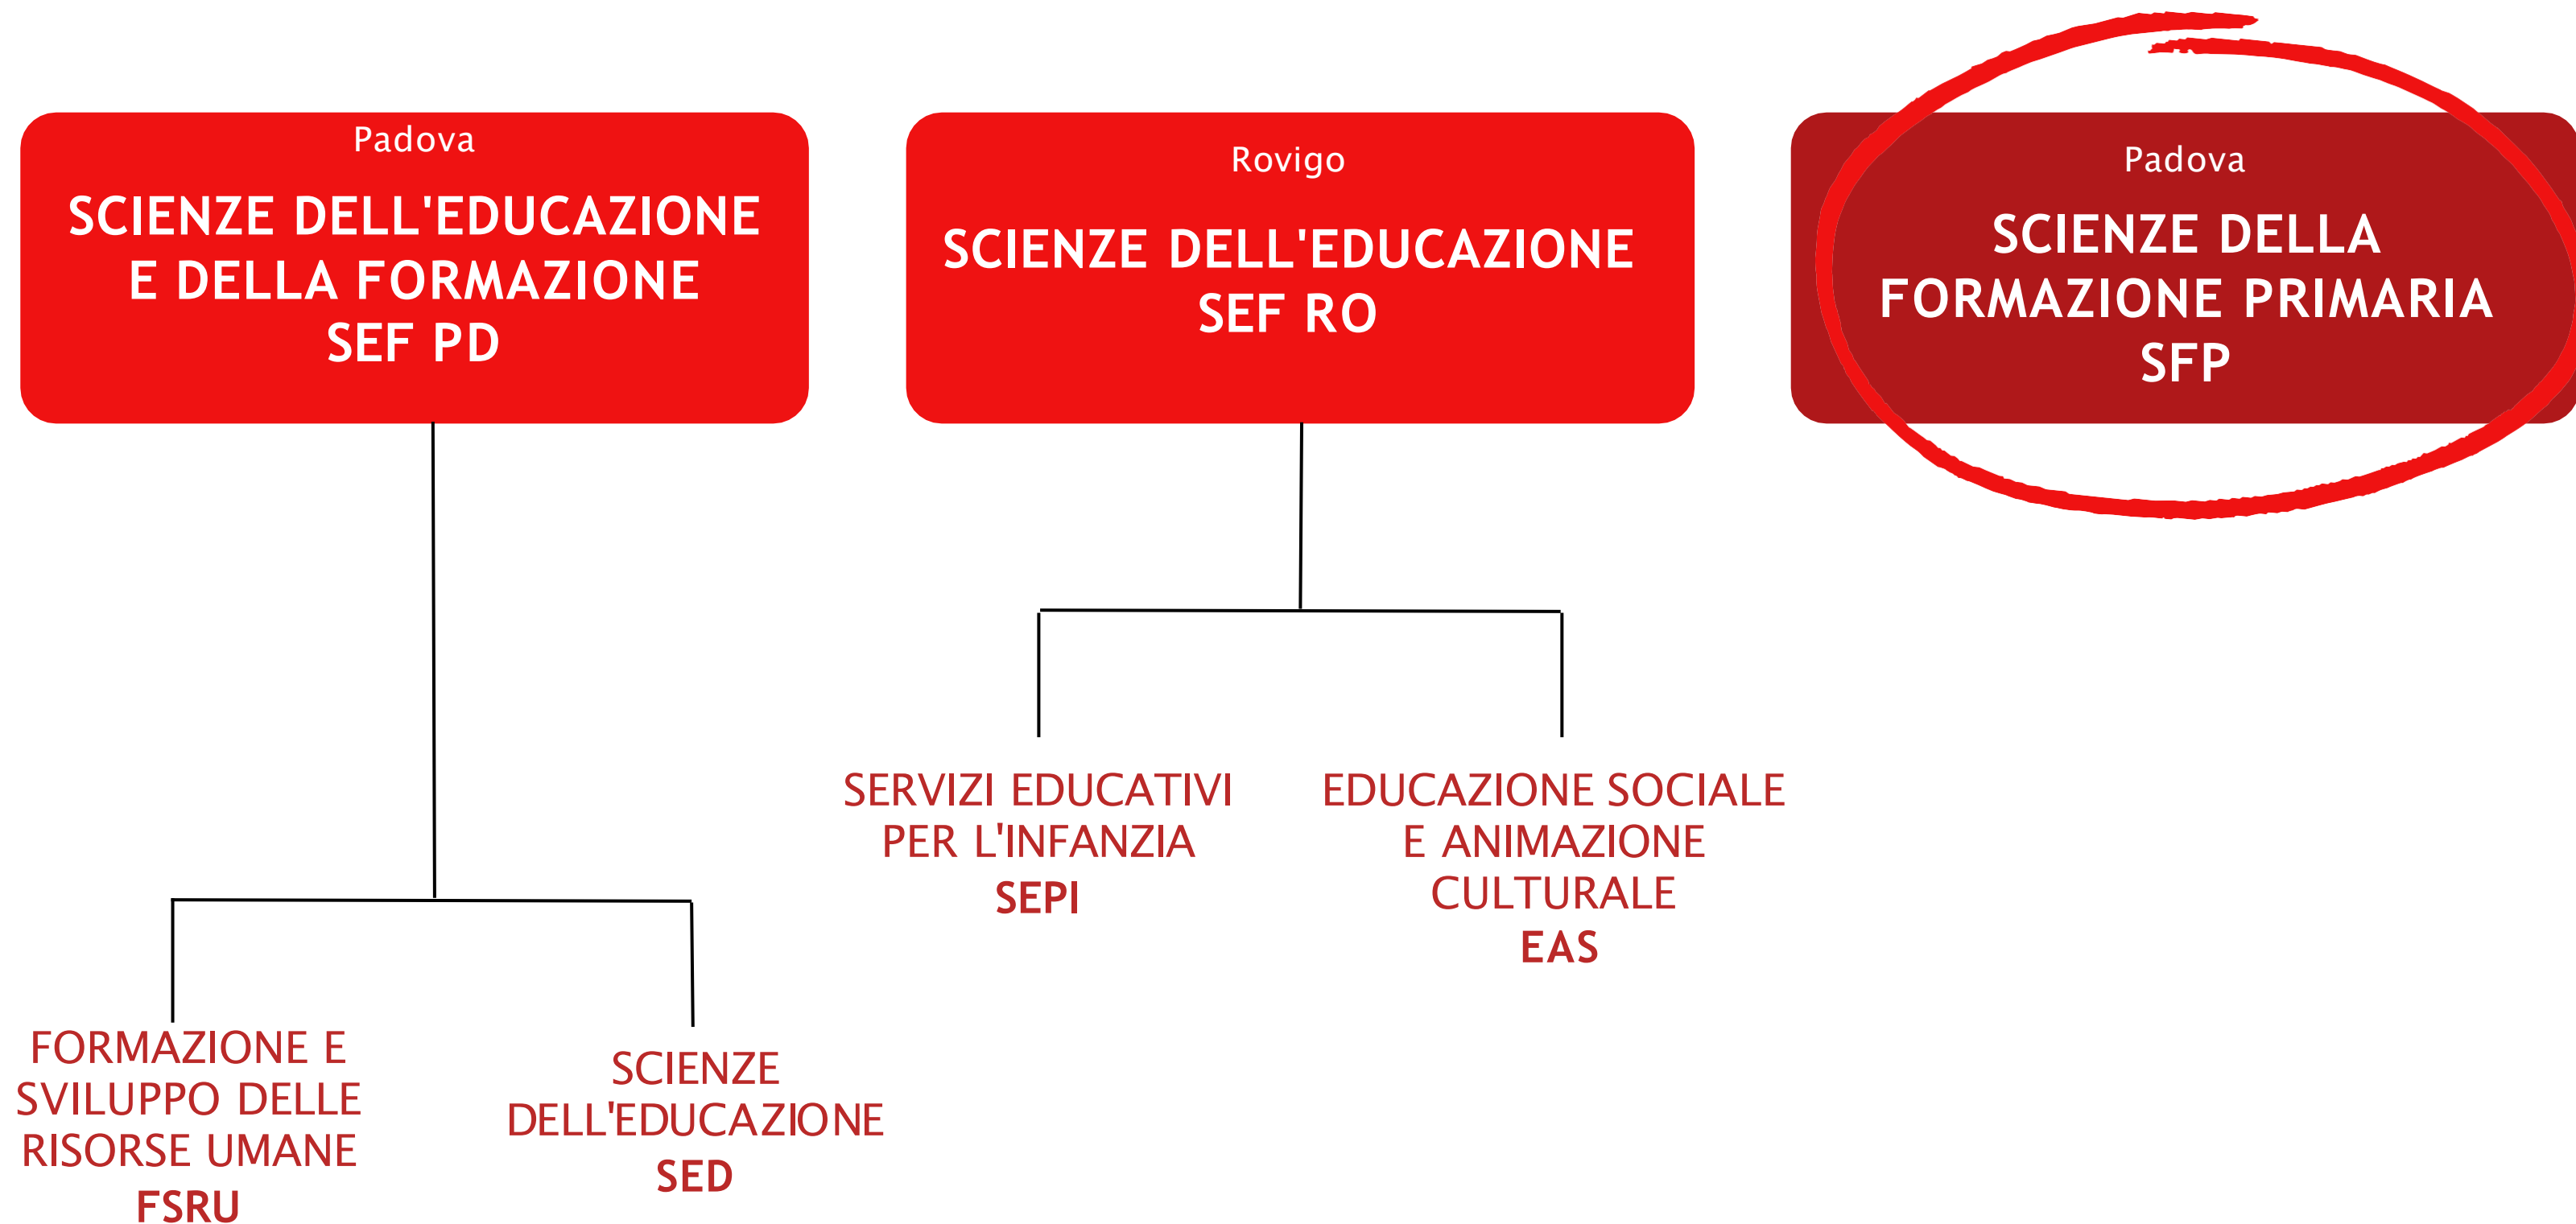 Padova
SCIENZE DELL'EDUCAZIONE
E DELLA FORMAZIONE
SEF PD
Rovigo
SCIENZE DELL'EDUCAZIONE
SEF RO
Padova
SCIENZE DELLA
FORMAZIONE PRIMARIA
SFP
FORMAZIONE E
SVILUPPO DELLE
RISORSE UMANE
FSRU
SCIENZE
DELL'EDUCAZIONE
SED
SERVIZI EDUCATIVI
PER L'INFANZIA
SEPI
EDUCAZIONE SOCIALE
E ANIMAZIONE
CULTURALE
EAS